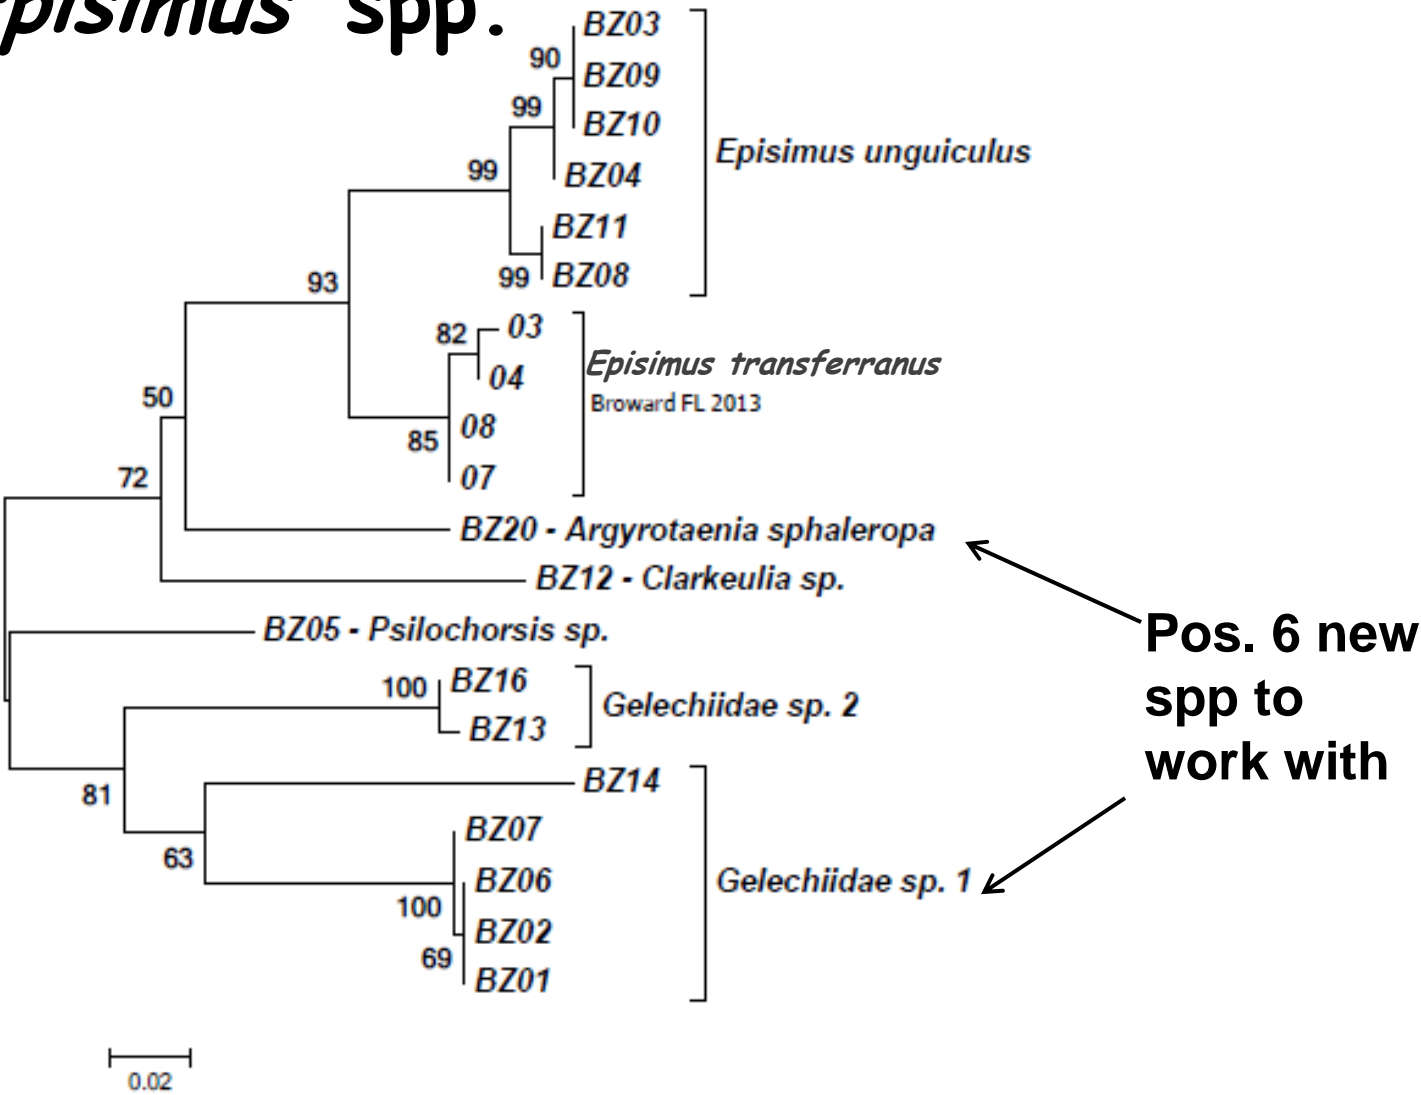 pisimus spp.
BZ03
90
BZ09
99
BZ10
Episimus unguiculus
99
BZ04
BZ11
93
99
BZ08
82
03
Episimus transferranus
04
Broward FL 2013
50
08
85
07
72
BZ20 - Argyrotaenia sphaleropa
BZ12 - Clarkeulia sp.
BZ05 - Psilochorsis sp.
Pos. 6 new
spp to
work with
100
BZ16
Gelechiidae sp. 2
BZ13
81
BZ14
BZ07
63
BZ06
Gelechiidae sp. 1
100
BZ02
69
BZ01
0.02